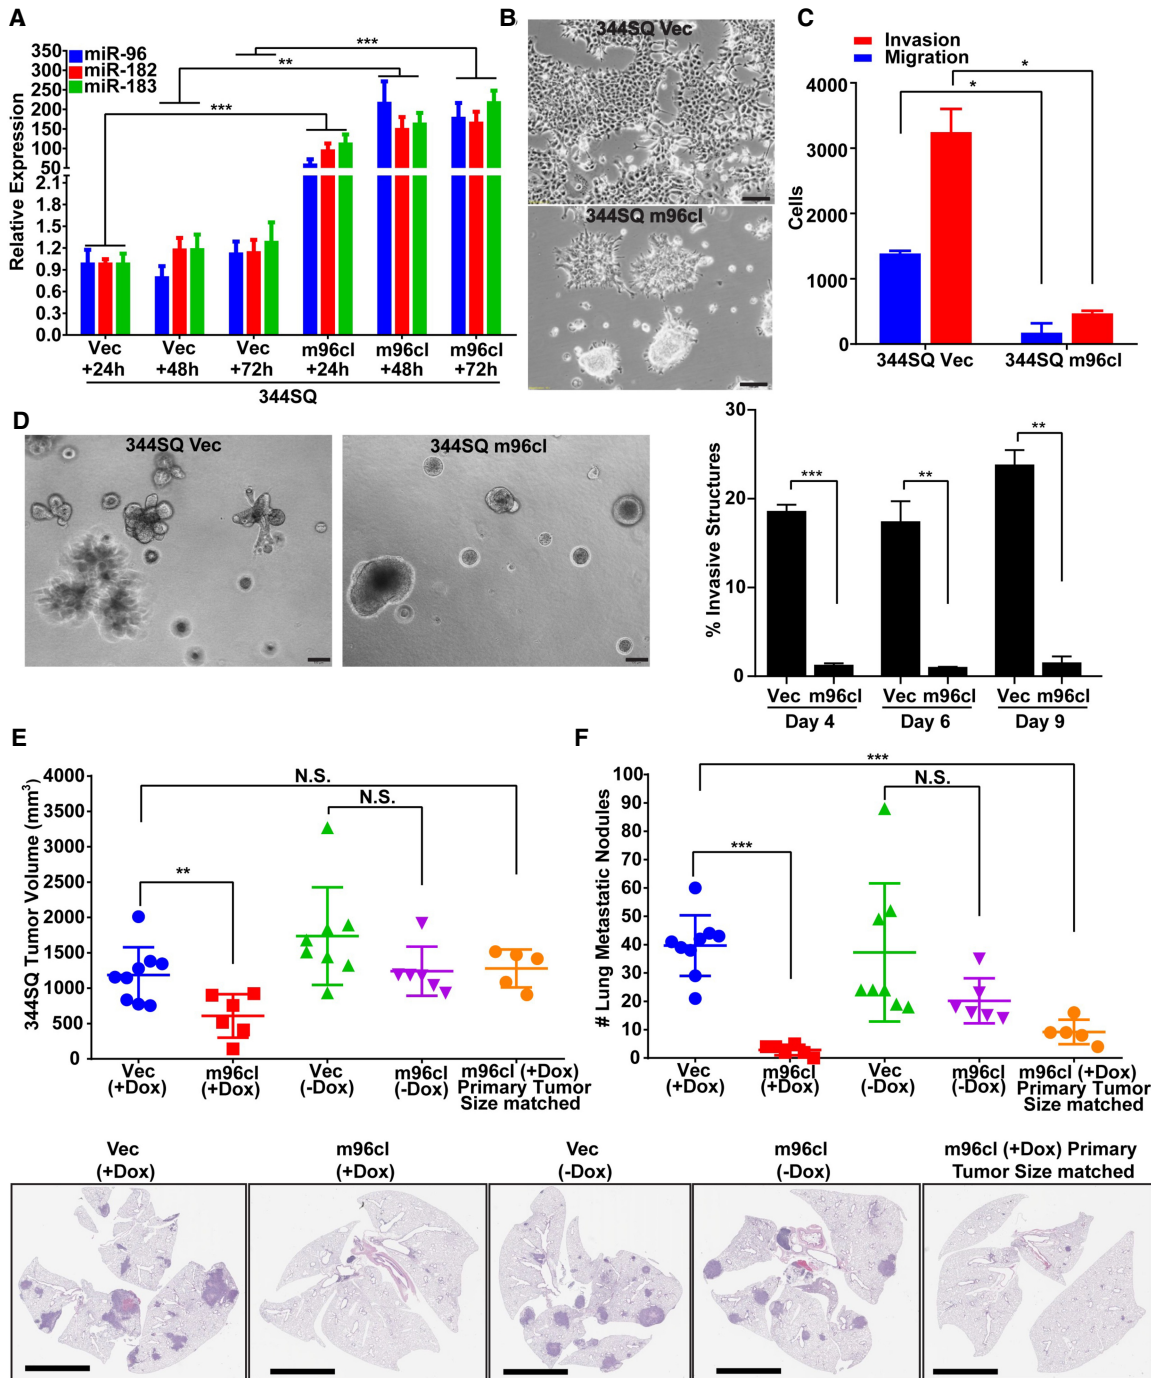 A
Relative Expression
350
300
250
200
150
100
50
2.1
1.8
1.5
1.2
0.9
0.6
0.3
0.0
miR-96
miR-182
miR-183
***
**
***
Vec +24h
Vec +48h
Vec +72h
m96cl +24h
m96cl +48h
m96cl +72h
344SQ
B
344SQ Vec
344SQ m96cl
C
Invasion
Migration
Cells
4000
3000
2000
1000
0
*
*
344SQ Vec
344SQ m96cl
D
344SQ Vec
344SQ m96cl
% Invasive Structures
30
20
10
0
***
**
**
Vec m96cl
Vec m96cl
Vec m96cl
Day 4
Day 6
Day 9
E
344SQ Tumor Volume (mm³)
4000
3500
3000
2500
2000
1500
1000
500
0
N.S.
N.S.
**
Vec
(+Dox)
m96cl
(+Dox)
Vec
(-Dox)
m96cl
(-Dox)
m96cl (+Dox)
Primary Tumor
Size matched
F
# Lung Metastatic Nodules
100
90
80
70
60
50
40
30
20
10
0
***
N.S.
***
Vec
(+Dox)
m96cl
(+Dox)
Vec
(-Dox)
m96cl
(-Dox)
m96cl (+Dox)
Primary Tumor
Size matched
Vec
(+Dox)
m96cl
(+Dox)
Vec
(-Dox)
m96cl
(-Dox)
m96cl (+Dox) Primary
Tumor Size matched